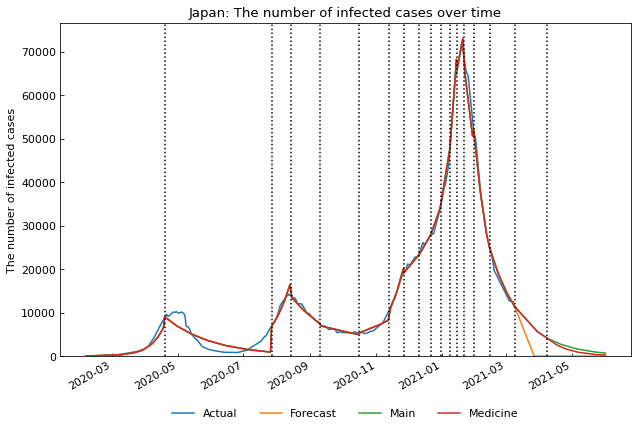 Japan: The number of infected cases over time
The number of infected cases
70000
60000
50000
40000
30000
20000
10000
0
2020-03
2020-05
2020-07
2020-09
2020-11
2021-01
2021-03
2021-05
Actual
Forecast
Main
Medicine